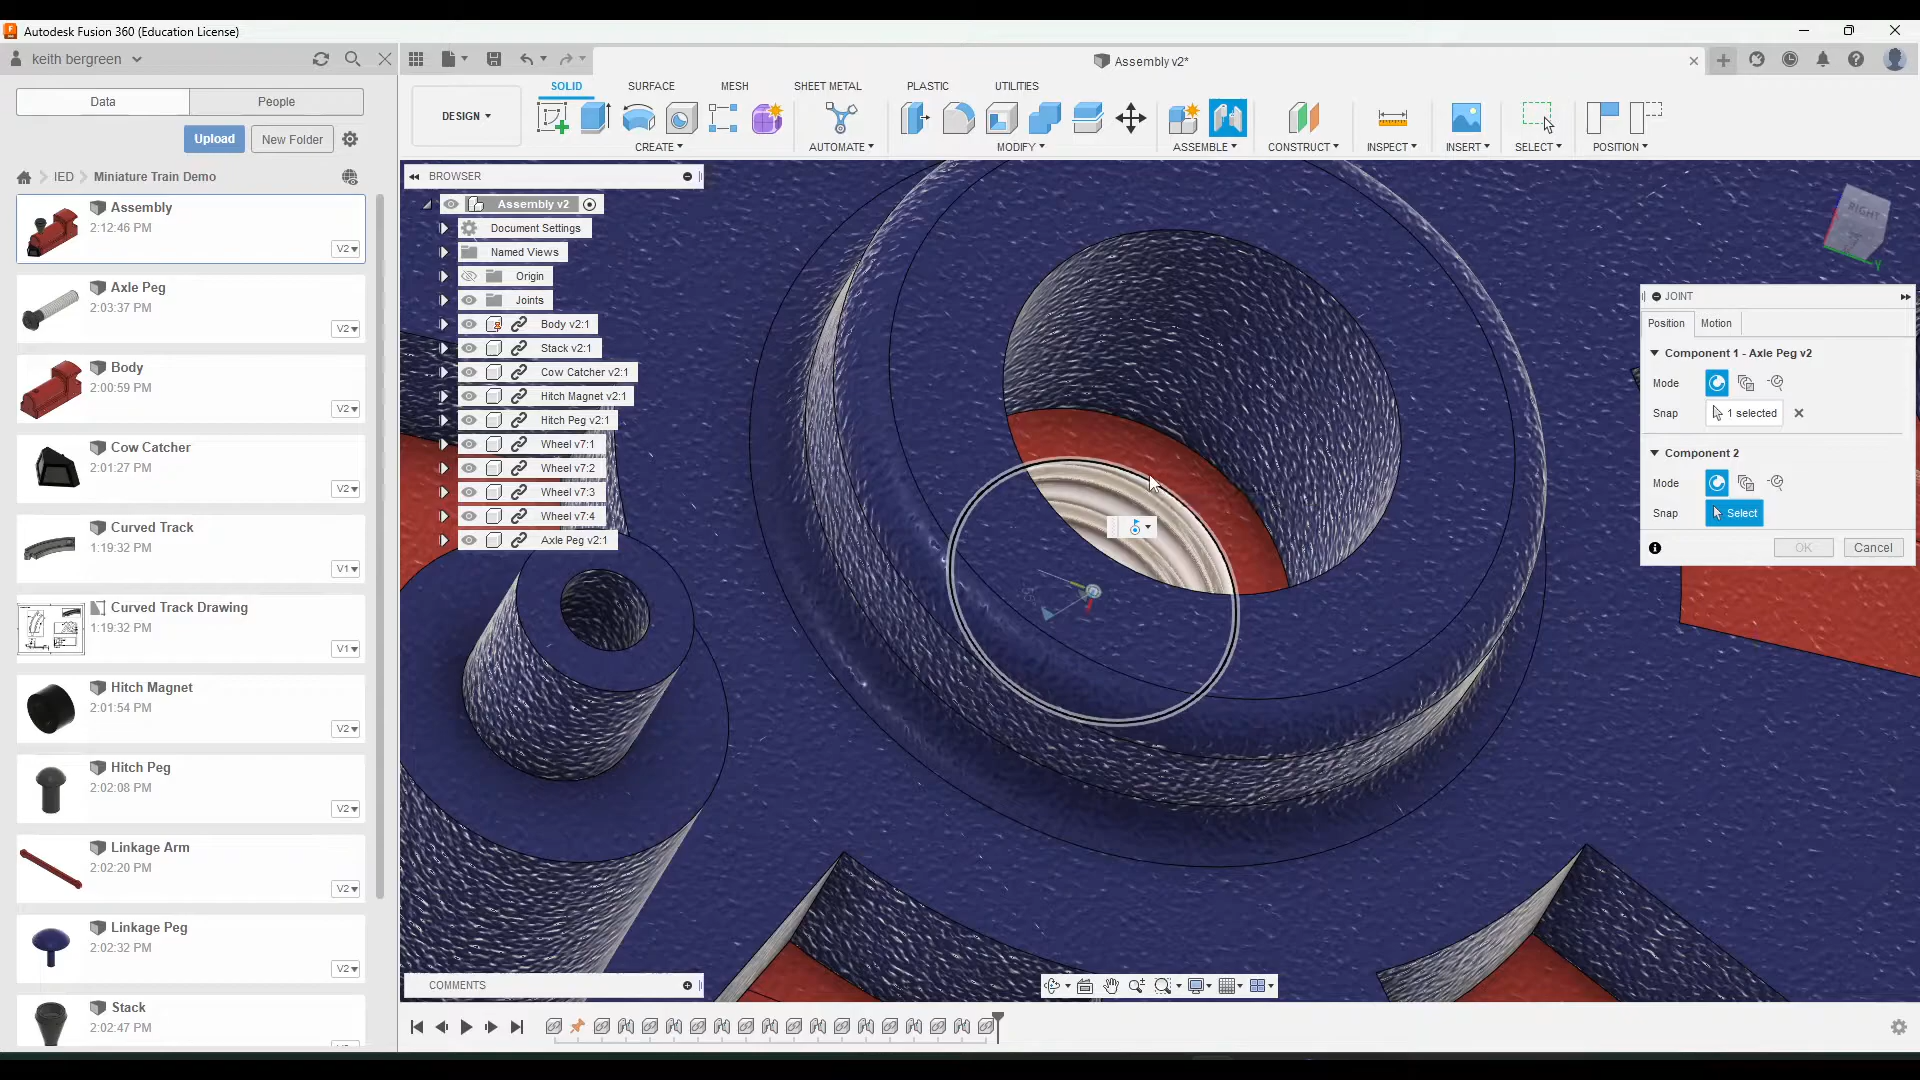 Autodesk Fusion 360 (Education License)
keith bergreen
Assembly v2*
Data
People
SOLID
SURFACE
MESH
SHEET METAL
PLASTIC
UTILITIES
DESIGN
Upload
New Folder
CREATE
AUTOMATE
MODIFY
ASSEMBLE
CONSTRUCT
INSPECT
INSERT
SELECT
POSITION
IED
Miniature Train Demo
Assembly
2:12:46 PM
V2
Axle Peg
2:03:37 PM
V2
Body
2:00:59 PM
V2
Cow Catcher
2:01:27 PM
V2
Curved Track
1:19:32 PM
V1
Curved Track Drawing
1:19:32 PM
V1
Hitch Magnet
2:01:54 PM
V2
Hitch Peg
2:02:08 PM
V2
Linkage Arm
2:02:20 PM
V2
Linkage Peg
2:02:32 PM
V2
Stack
2:02:47 PM
BROWSER
Assembly v2
Document Settings
Named Views
Origin
Joints
Body v2:1
Stack v2:1
Cow Catcher v2:1
Hitch Magnet v2:1
Hitch Peg v2:1
Wheel v7:1
Wheel v7:2
Wheel v7:3
Wheel v7:4
Axle Peg v2:1
RIGHT
Y
JOINT
Position
Motion
Component 1 - Axle Peg v2
Mode
Snap
1 selected
Component 2
Mode
Snap
Select
OK
Cancel
COMMENTS